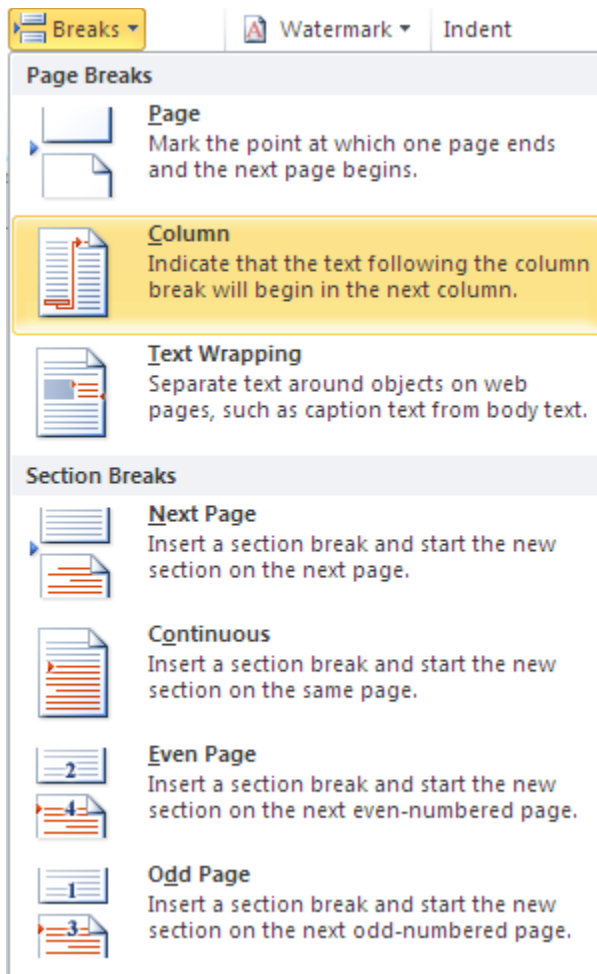 Breaks Watermark Indent
Page Breaks
Page
Mark the point at which one page ends
and the next page begins.
Column
Indicate that the text following the column
break will begin in the next column.
Text Wrapping
Separate text around objects on web
pages, such as caption text from body text.
Section Breaks
Next Page
Insert a section break and start the new
section on the next page.
Continuous
Insert a section break and start the new
section on the same page.
2
Even Page
4
Insert a section break and start the new
section on the next even-numbered page.
1
Odd Page
3
Insert a section break and start the new
section on the next odd-numbered page.